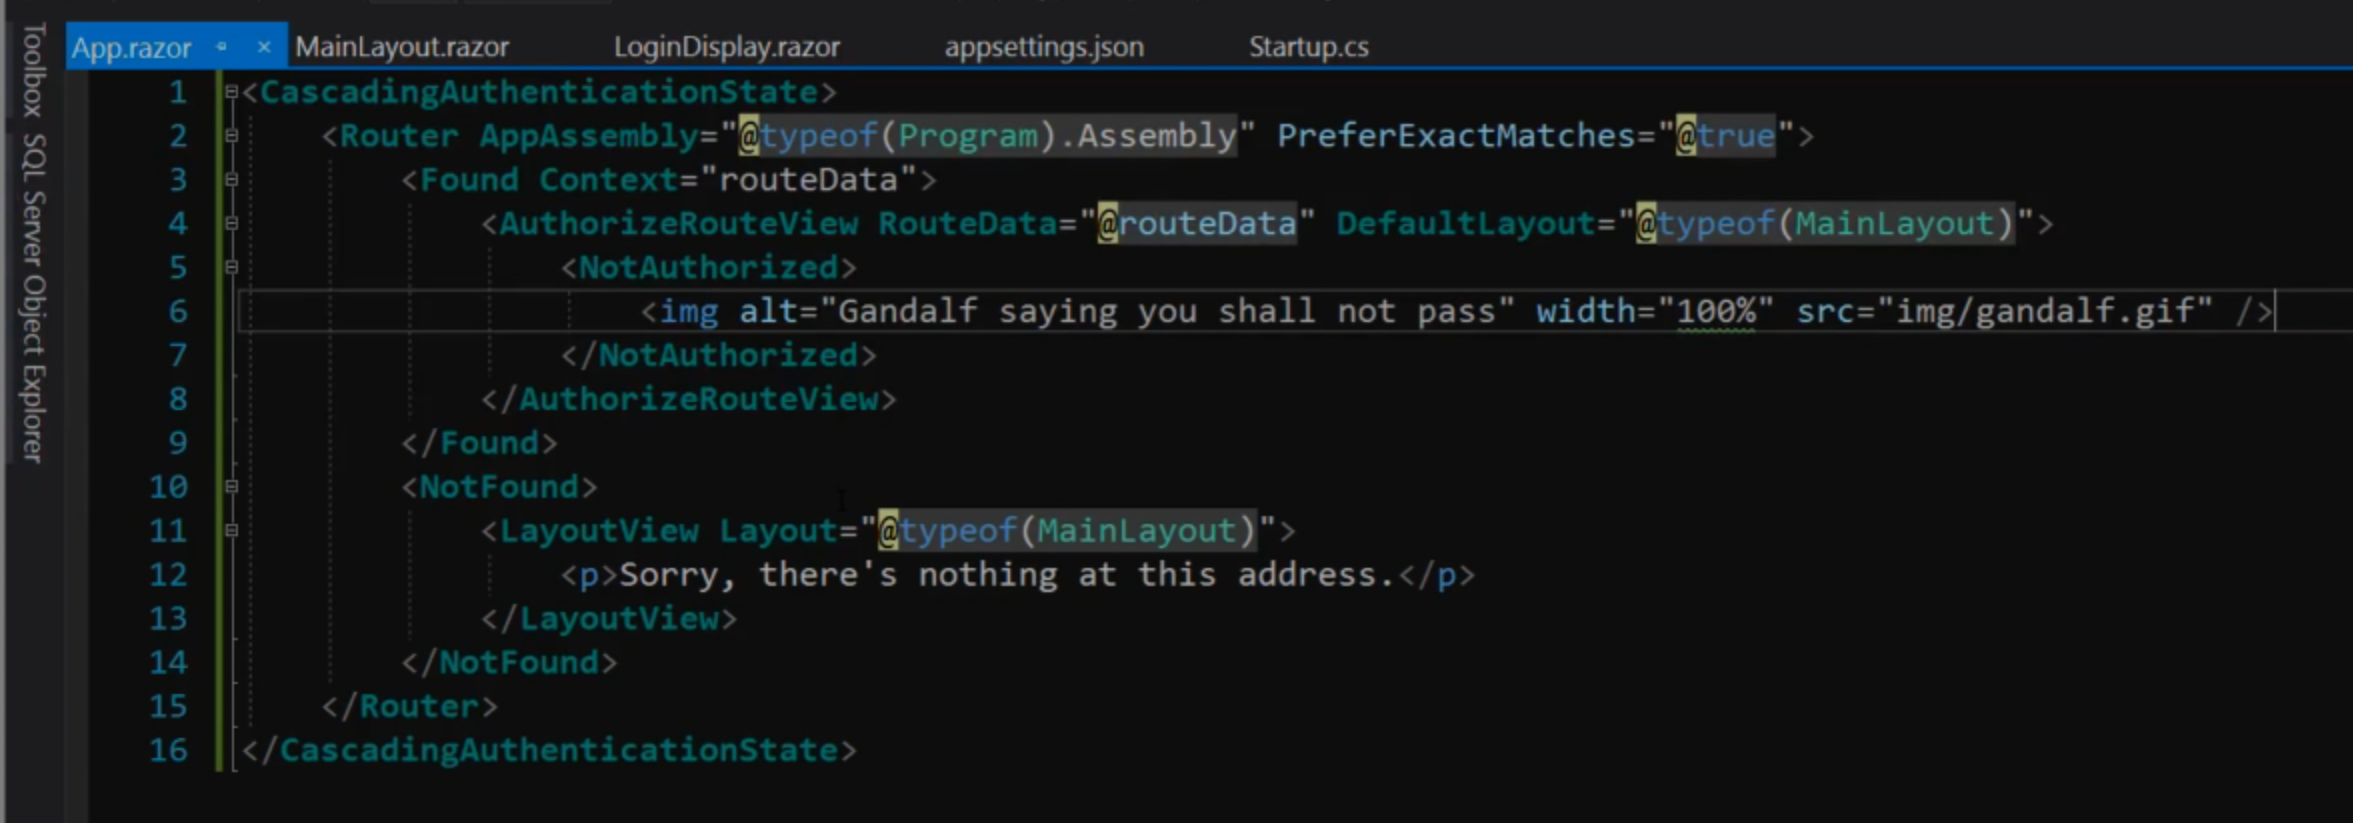 App.razor
MainLayout.razor
LoginDisplay.razor
appsettings.json
Startup.cs
Toolbox
SQL Server Object Explorer
1 <CascadingAuthenticationState>
2 <Router AppAssembly="@typeof(Program).Assembly" PreferExactMatches="@true">
3 <Found Context="routeData">
4 <AuthorizeRouteView RouteData="@routeData" DefaultLayout="@typeof(MainLayout)">
5 <NotAuthorized>
6 <img alt="Gandalf saying you shall not pass" width="100%" src="img/gandalf.gif" />
7 </NotAuthorized>
8 </AuthorizeRouteView>
9 </Found>
10 <NotFound>
11 <LayoutView Layout="@typeof(MainLayout)">
12 <p>Sorry, there's nothing at this address.</p>
13 </LayoutView>
14 </NotFound>
15 </Router>
16 </CascadingAuthenticationState>